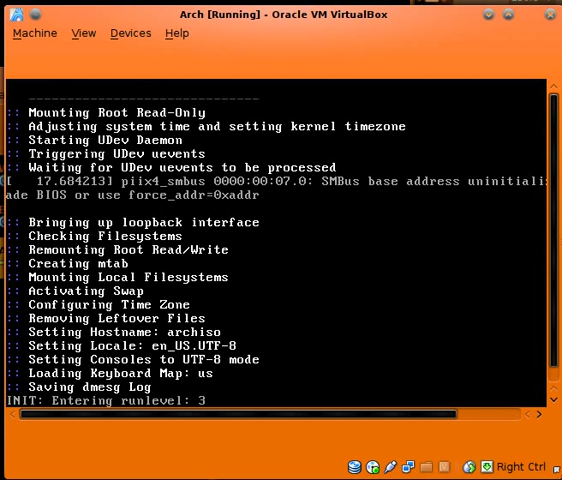 Arch [Running] - Oracle VM VirtualBox
Machine View Devices Help
------------------------------
:: Mounting Root Read-Only
:: Adjusting system time and setting kernel timezone
:: Starting UDev Daemon
:: Triggering UDev uevents
:: Waiting for UDev uevents to be processed
[ 17.684213] piix4_smbus 0000:00:07.0: SMBus base address uninitiali
ade BIOS or use force_addr=0xaddr
:: Bringing up loopback interface
:: Checking Filesystems
:: Remounting Root Read/Write
:: Creating mtab
:: Mounting Local Filesystems
:: Activating Swap
:: Configuring Time Zone
:: Removing Leftover Files
:: Setting Hostname: archiso
:: Setting Locale: en_US.UTF-8
:: Setting Consoles to UTF-8 mode
:: Loading Keyboard Map: us
:: Saving dmesg Log
INIT: Entering runlevel: 3
Right Ctrl